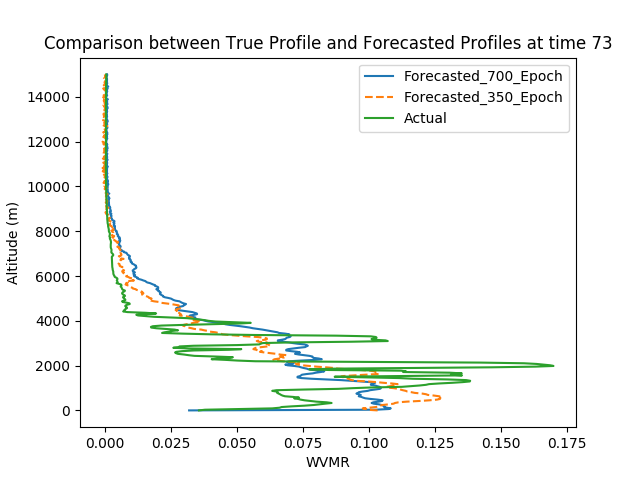 Comparison between True Profile and Forecasted Profiles at time 73
Forecasted_700_Epoch
Forecasted_350_Epoch
Actual
Altitude (m)
14000
12000
10000
8000
6000
4000
2000
0
0.000 0.025 0.050 0.075 0.100 0.125 0.150 0.175
WVMR